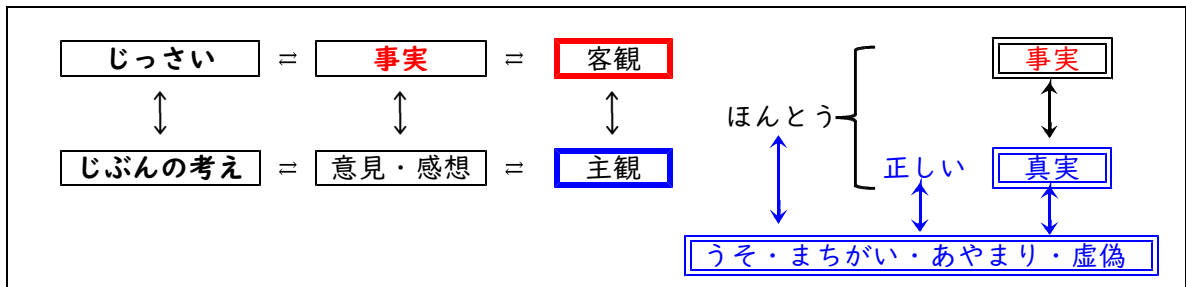 じっさい ⇄ 事実 ⇄ 客観 事実
ほんとう
じぶんの考え ⇄ 意見・感想 ⇄ 主観 正しい 真実
うそ・まちがい・あやまり・虚偽